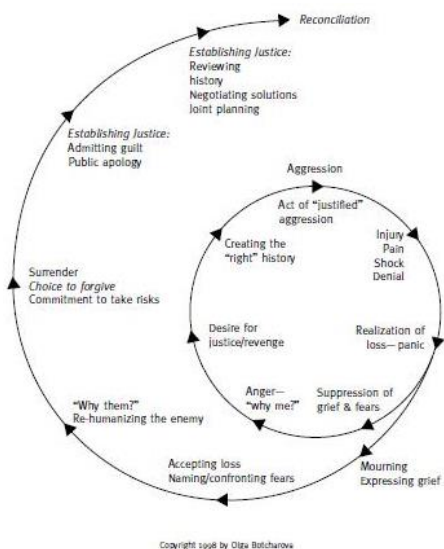 Reconciliation
Establishing Justice:
Reviewing
history
Negotiating solutions
Joint planning
Establishing Justice:
Admitting guilt
Public apology
Aggression
Act of "justified"
aggression
Creating the
"right" history
Injury
Pain
Shock
Denial
Surrender
Choice to forgive
Commitment to take risks
Desire for
justice/revenge
Realization of
loss—panic
Anger—
"why me?"
Suppression of
grief & fears
"Why them?"
Re-humanizing the enemy
Accepting loss
Naming/confronting fears
Mourning
Expressing grief
Copyright 1998 by Olga Botcharova